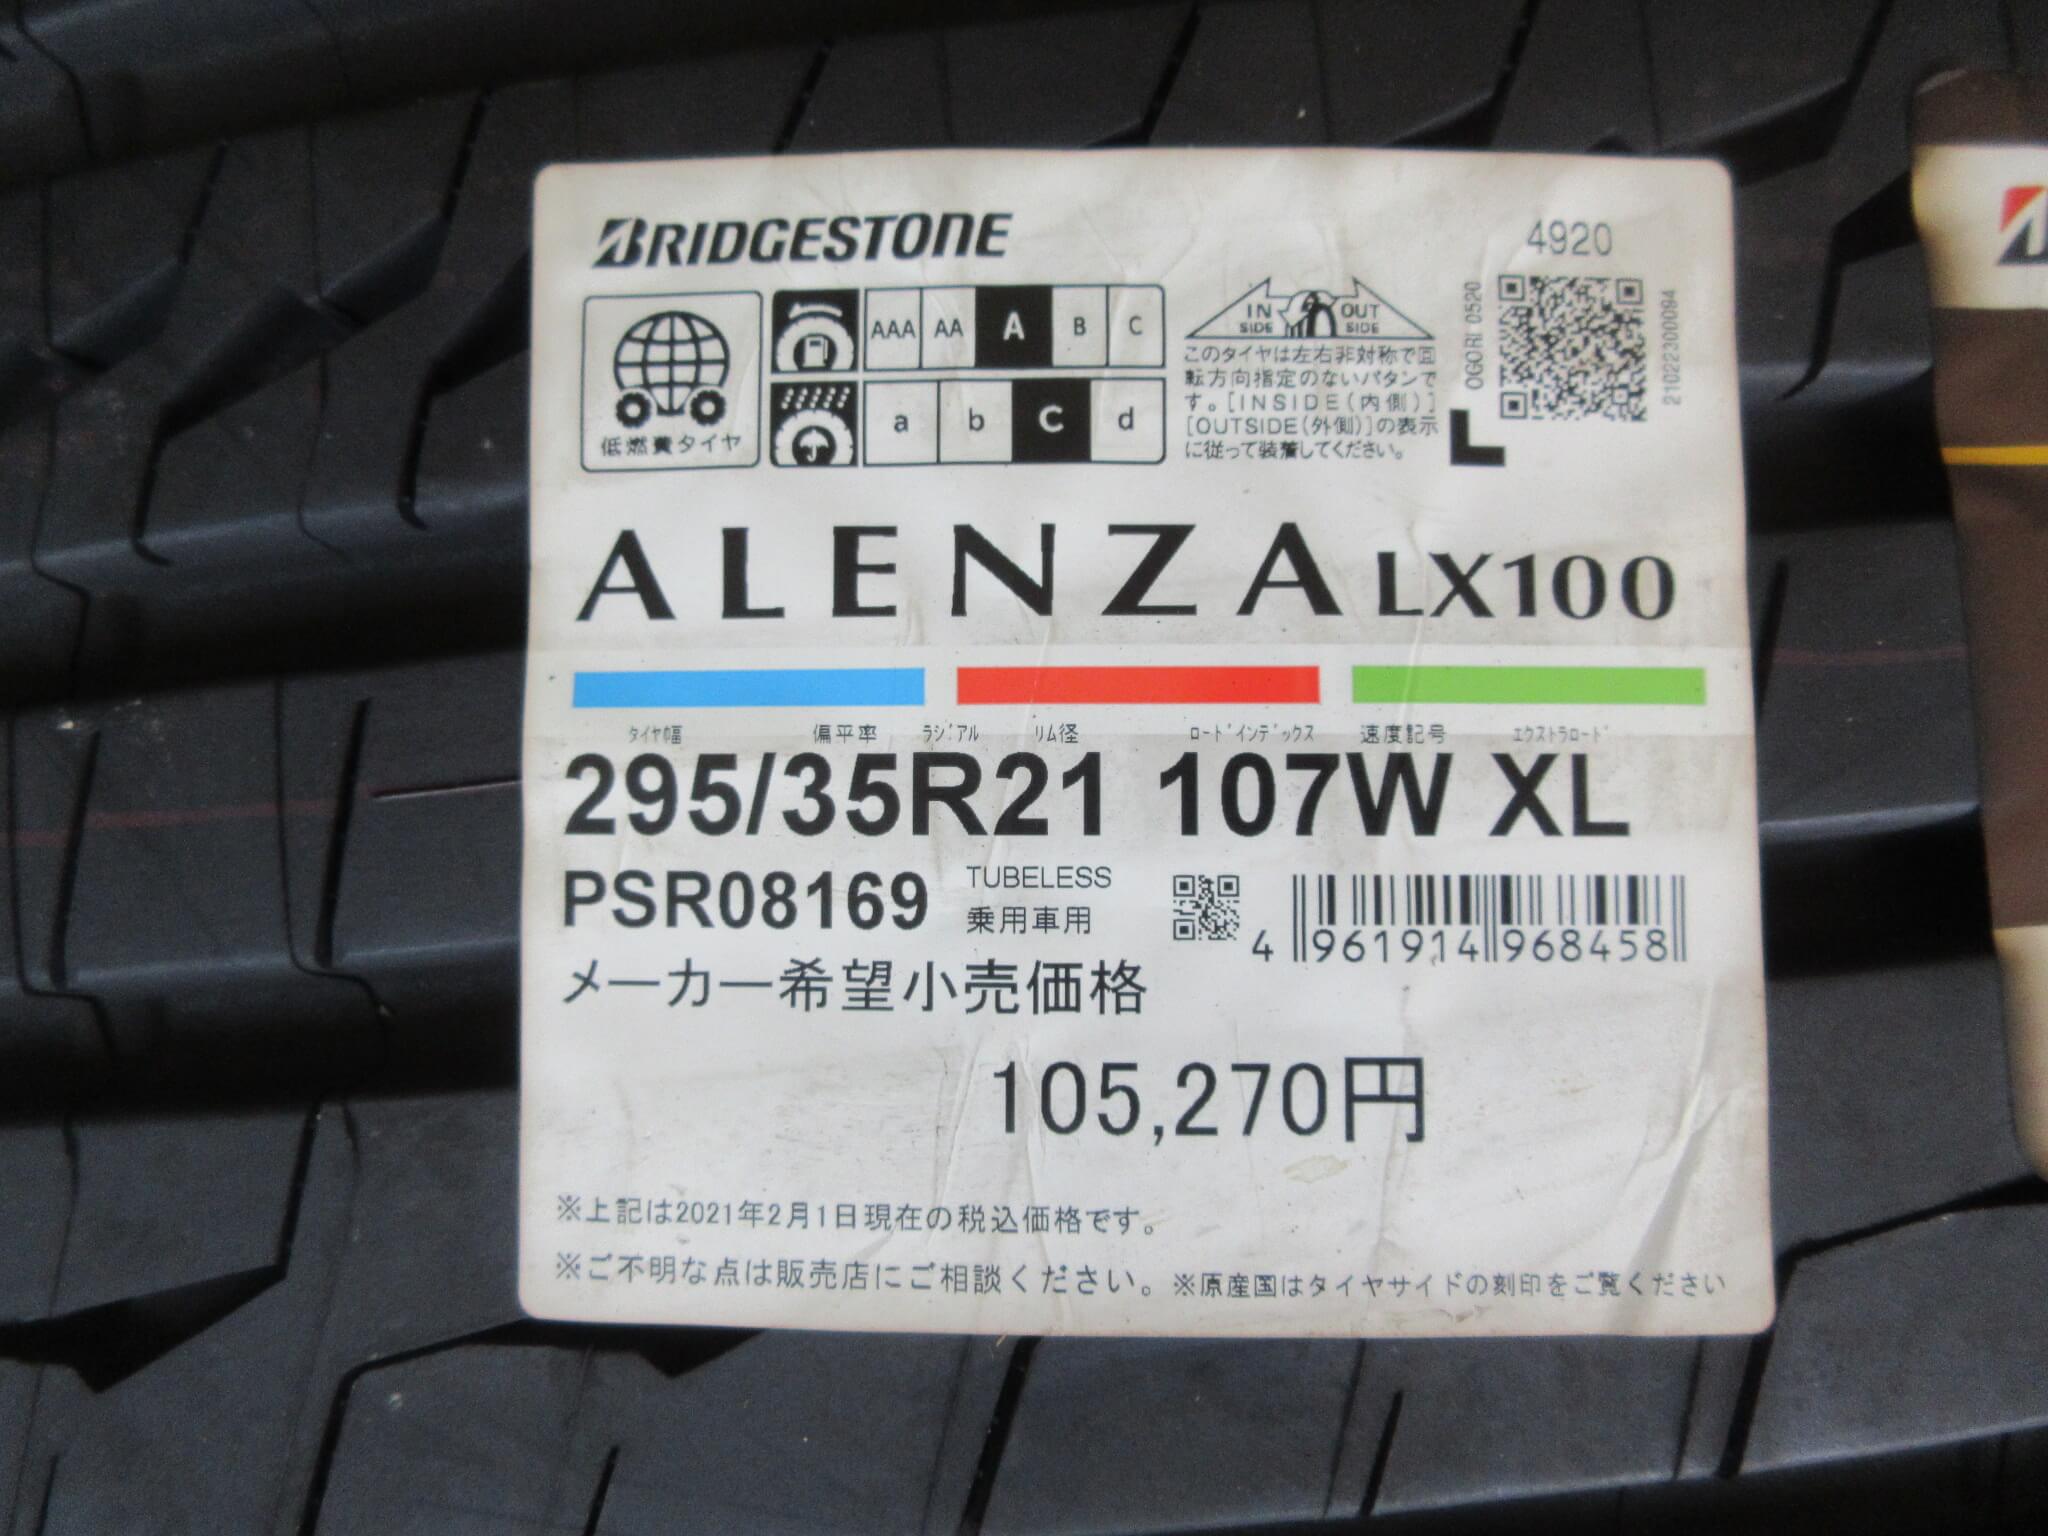 BRIDGESTONE
4920
低燃費タイヤ
AAA AA A B C
a b c d
IN SIDE OUT SIDE
このタイヤは左右非対称で回
転方向指定のないパタンで
す。[INSIDE(内側)]
[OUTSIDE(外側)]の表示
に従って装着してください。
OGORI 0520
2102230
L
ALENZA LX100
タイヤ幅 偏平率 ラジアル リム径 ロードインデックス 速度記号 エクストラロード
295/35R21 107W XL
PSR08169 TUBELESS
乗用車用
4 961914 968458
メーカー希望小売価格
105,270円
※上記は2021年2月1日現在の税込価格です。
※ご不明な点は販売店にご相談ください。 ※原産国はタイヤサイドの刻印をご覧ください